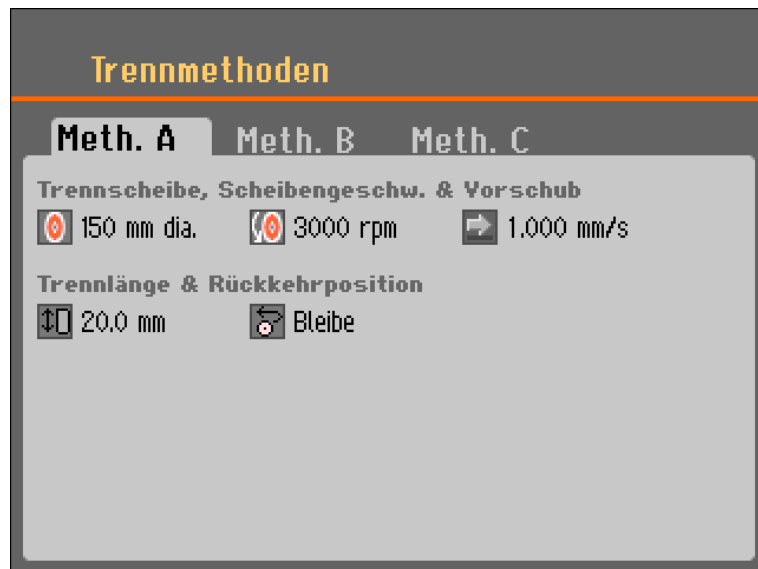 Trennmethoden
Meth. A Meth. B Meth. C
Trennscheibe, Scheibengeschw. & Vorschub
150 mm dia. 3000 rpm 1.000 mm/s
Trennlänge & Rückkehrposition
20.0 mm Bleibe